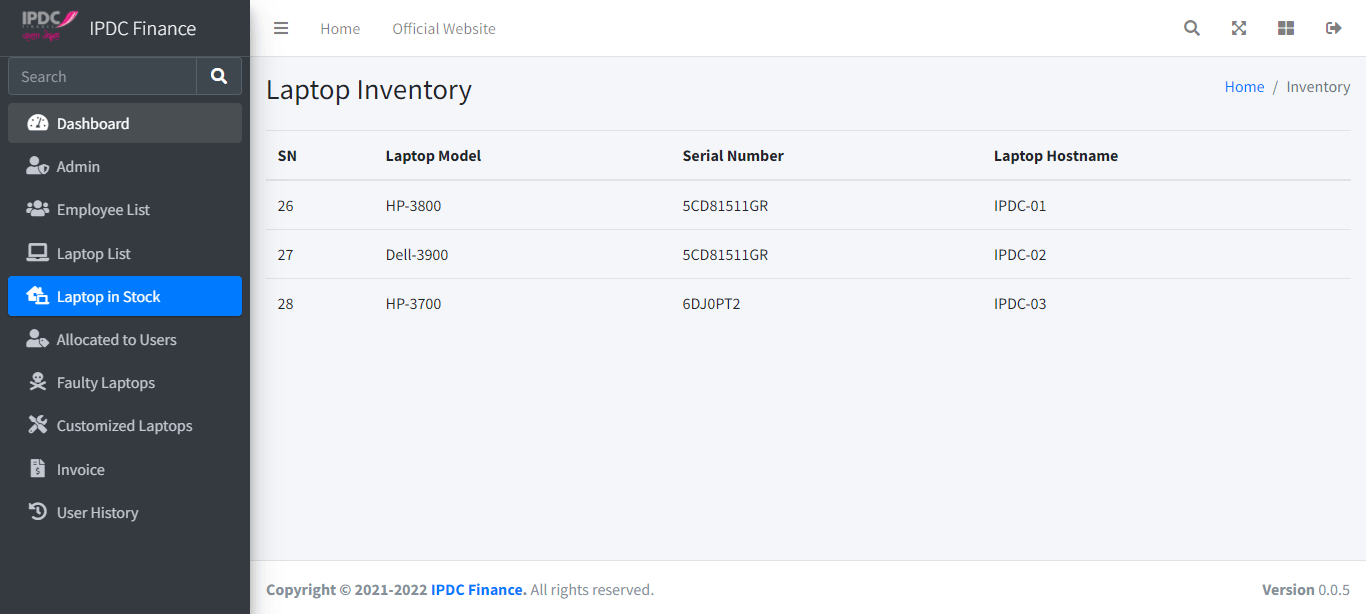 IPDC IPDC Finance
Home Official Website
Search
Dashboard
Admin
Employee List
Laptop List
Laptop in Stock
Allocated to Users
Faulty Laptops
Customized Laptops
Invoice
User History
Laptop Inventory
Home / Inventory
SN Laptop Model Serial Number Laptop Hostname
26 HP-3800 5CD81511GR IPDC-01
27 Dell-3900 5CD81511GR IPDC-02
28 HP-3700 6DJ0PT2 IPDC-03
Copyright © 2021-2022 IPDC Finance. All rights reserved.
Version 0.0.5